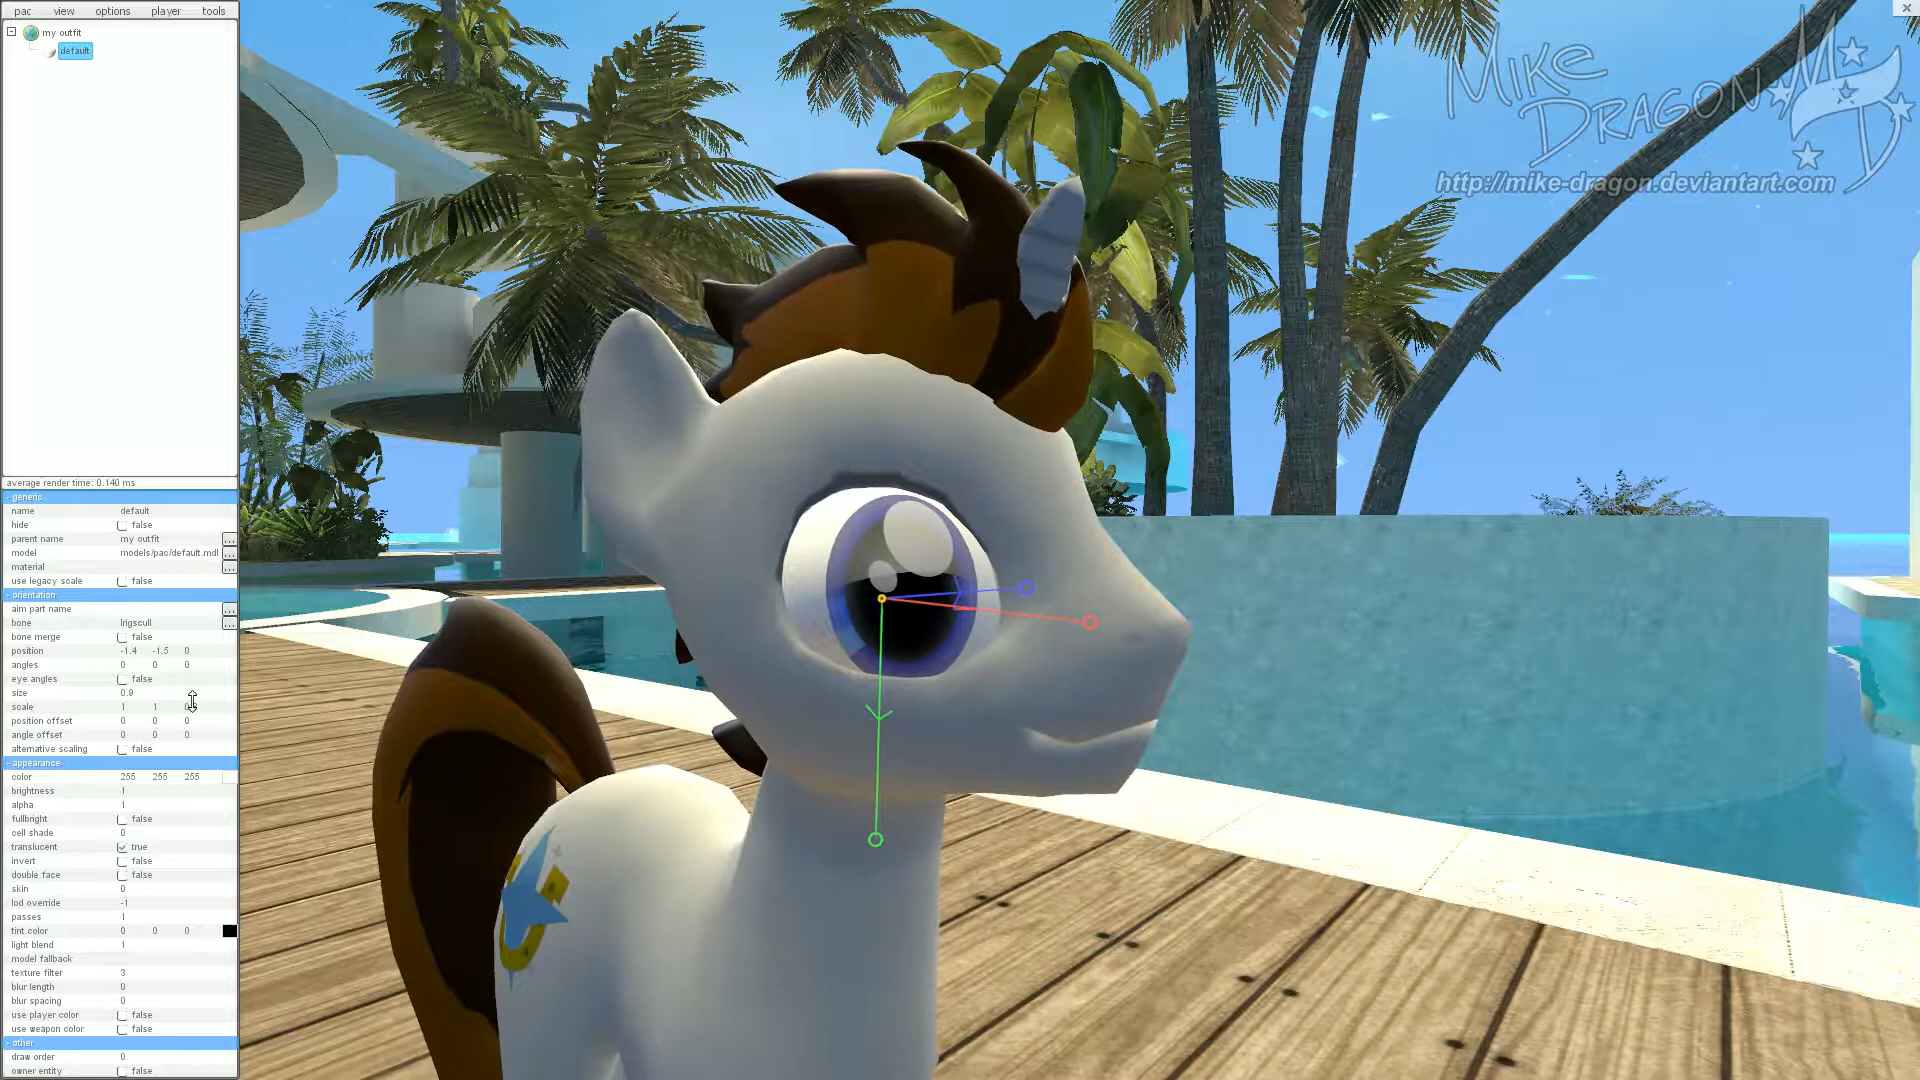 pac view options player tools
my outfit
default
average render time: 0.140 ms
- generic
name default
hide false
parent name my outfit
model models/pac/default.mdl
material
use legacy scale false
- orientation
aim part name
bone lrigscull
bone merge false
position -1.4 -1.5 0
angles 0 0 0
eye angles false
size 0.9
scale 1 1
position offset 0 0 0
angle offset 0 0 0
alternative scaling false
- appearance
color 255 255 255
brightness 1
alpha 1
fullbright false
cell shade 0
translucent true
invert false
double face false
skin 0
lod override -1
passes 1
tint color 0 0 0
light blend 1
model fallback
texture filter 3
blur length 0
blur spacing 0
use player color false
use weapon color false
- other
draw order 0
owner entity false
MIKE
DRAGON
http://mike-dragon.deviantart.com